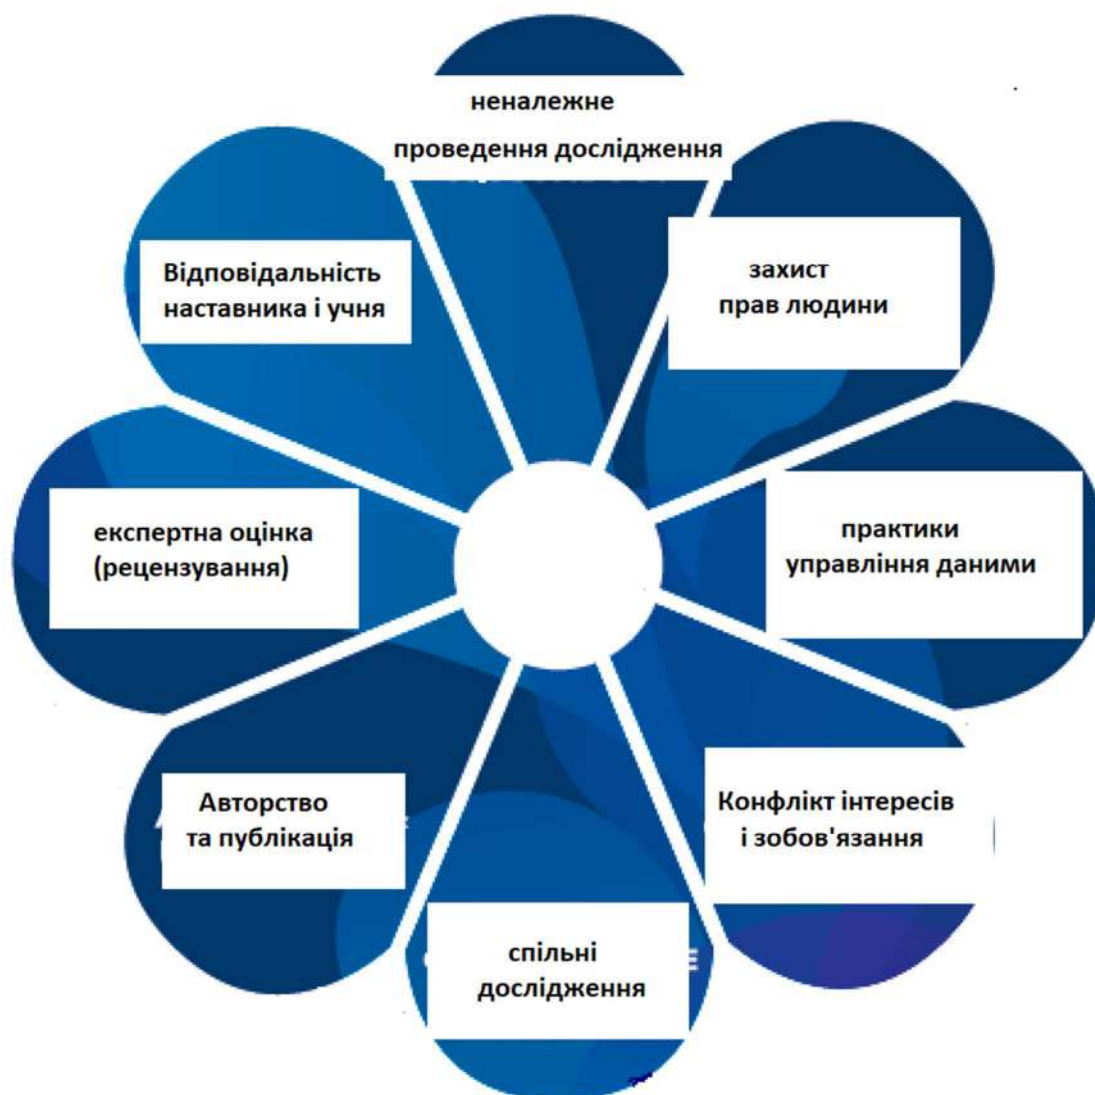 неналежне
проведення дослідження
захист
прав людини
практики
управління даними
Конфлікт інтересів
і зобов'язання
спільні
дослідження
Авторство
та публікація
експертна оцінка
(рецензування)
Відповідальність
наставника і учня